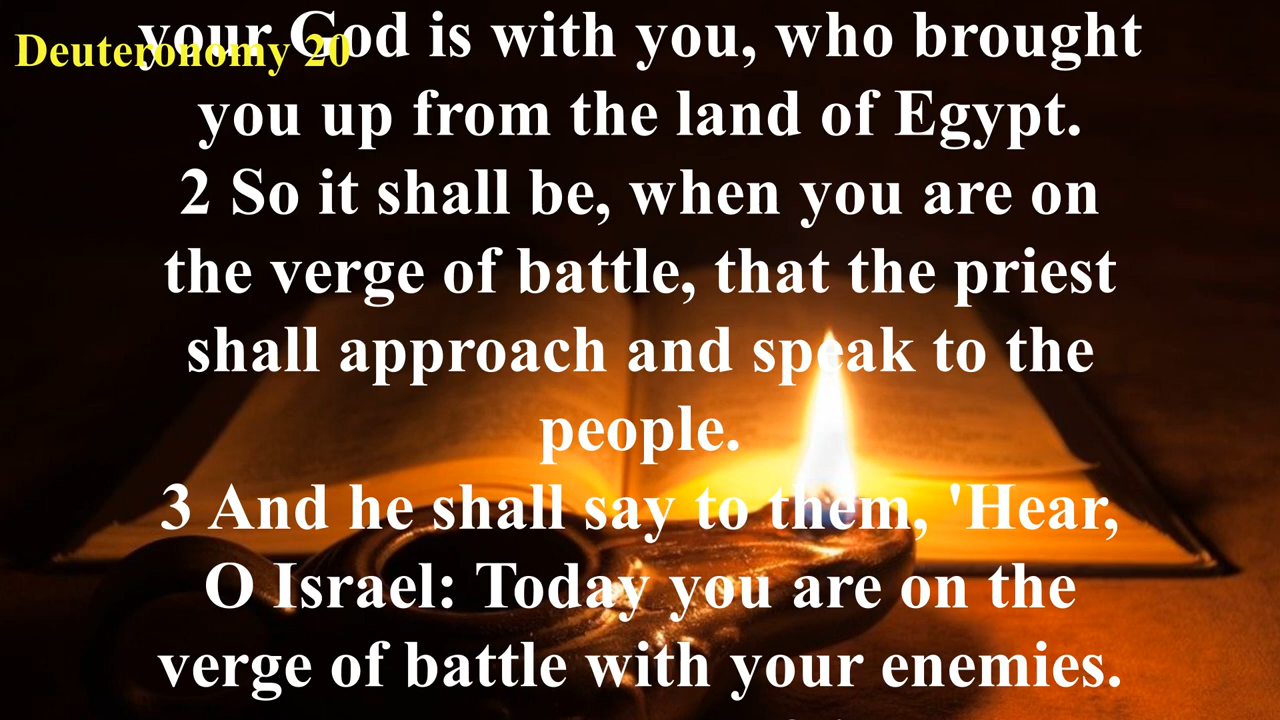 Deuteronomy 20
your God is with you, who brought
you up from the land of Egypt.
2 So it shall be, when you are on
the verge of battle, that the priest
shall approach and speak to the
people.
3 And he shall say to them, 'Hear,
O Israel: Today you are on the
verge of battle with your enemies.